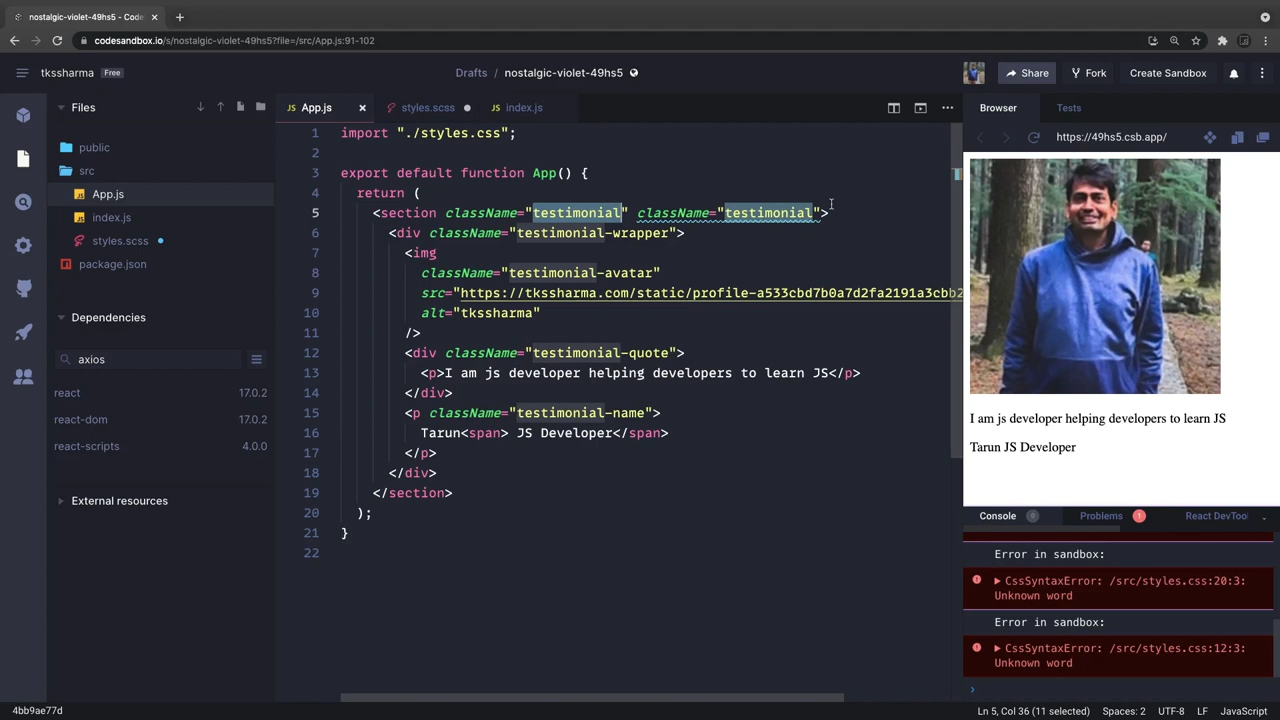 nostalgic-violet-49hs5 - Code
codesandbox.io/s/nostalgic-violet-49hs5?file=/src/App.js:91-102
tkssharma Free
Drafts / nostalgic-violet-49hs5
Share
Fork
Create Sandbox
Files
public
src
App.js
index.js
styles.scss
package.json
Dependencies
axios
react 17.0.2
react-dom 17.0.2
react-scripts 4.0.0
External resources
App.js
styles.scss
index.js
1 import "./styles.css";
2
3 export default function App() {
4 return (
5 <section className="testimonial" className="testimonial">
6 <div className="testimonial-wrapper">
7 <img
8 className="testimonial-avatar"
9 src="https://tkssharma.com/static/profile-a533cbd7b0a7d2fa2191a3cbb2
10 alt="tkssharma"
11 />
12 <div className="testimonial-quote">
13 <p>I am js developer helping developers to learn JS</p>
14 </div>
15 <p className="testimonial-name">
16 Tarun<span> JS Developer</span>
17 </p>
18 </div>
19 </section>
20 );
21 }
22
Browser
Tests
https://49hs5.csb.app/
I am js developer helping developers to learn JS
Tarun JS Developer
Console 0
Problems 1
React DevTool
Error in sandbox:
CssSyntaxError: /src/styles.css:20:3:
Unknown word
Error in sandbox:
CssSyntaxError: /src/styles.css:12:3:
Unknown word
4bb9ae77d
Ln 5, Col 36 (11 selected)
Spaces: 2
UTF-8
LF
JavaScript